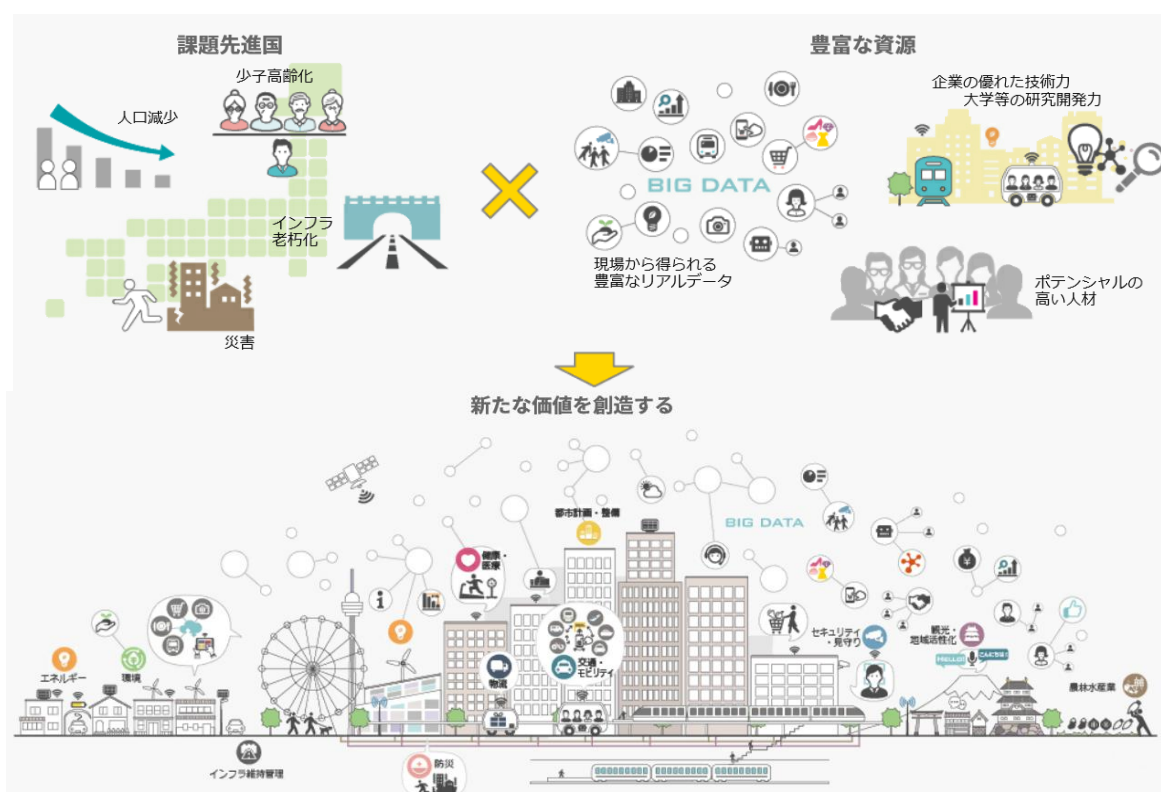 課題先進国
少子高齢化
人口減少
インフラ
老朽化
災害
豊富な資源
BIG DATA
現場から得られる
豊富なリアルデータ
企業の優れた技術力
大学等の研究開発力
ポテンシャルの
高い人材
新たな価値を創造する
都市計画・整備
BIG DATA
健康・
医療
エネルギー
環境
物流
交通・
モビリティ
セキュリティ
・見守り
観光・
地域活性化
HELLO!
こんにちは!
農林水産業
インフラ維持管理
防災